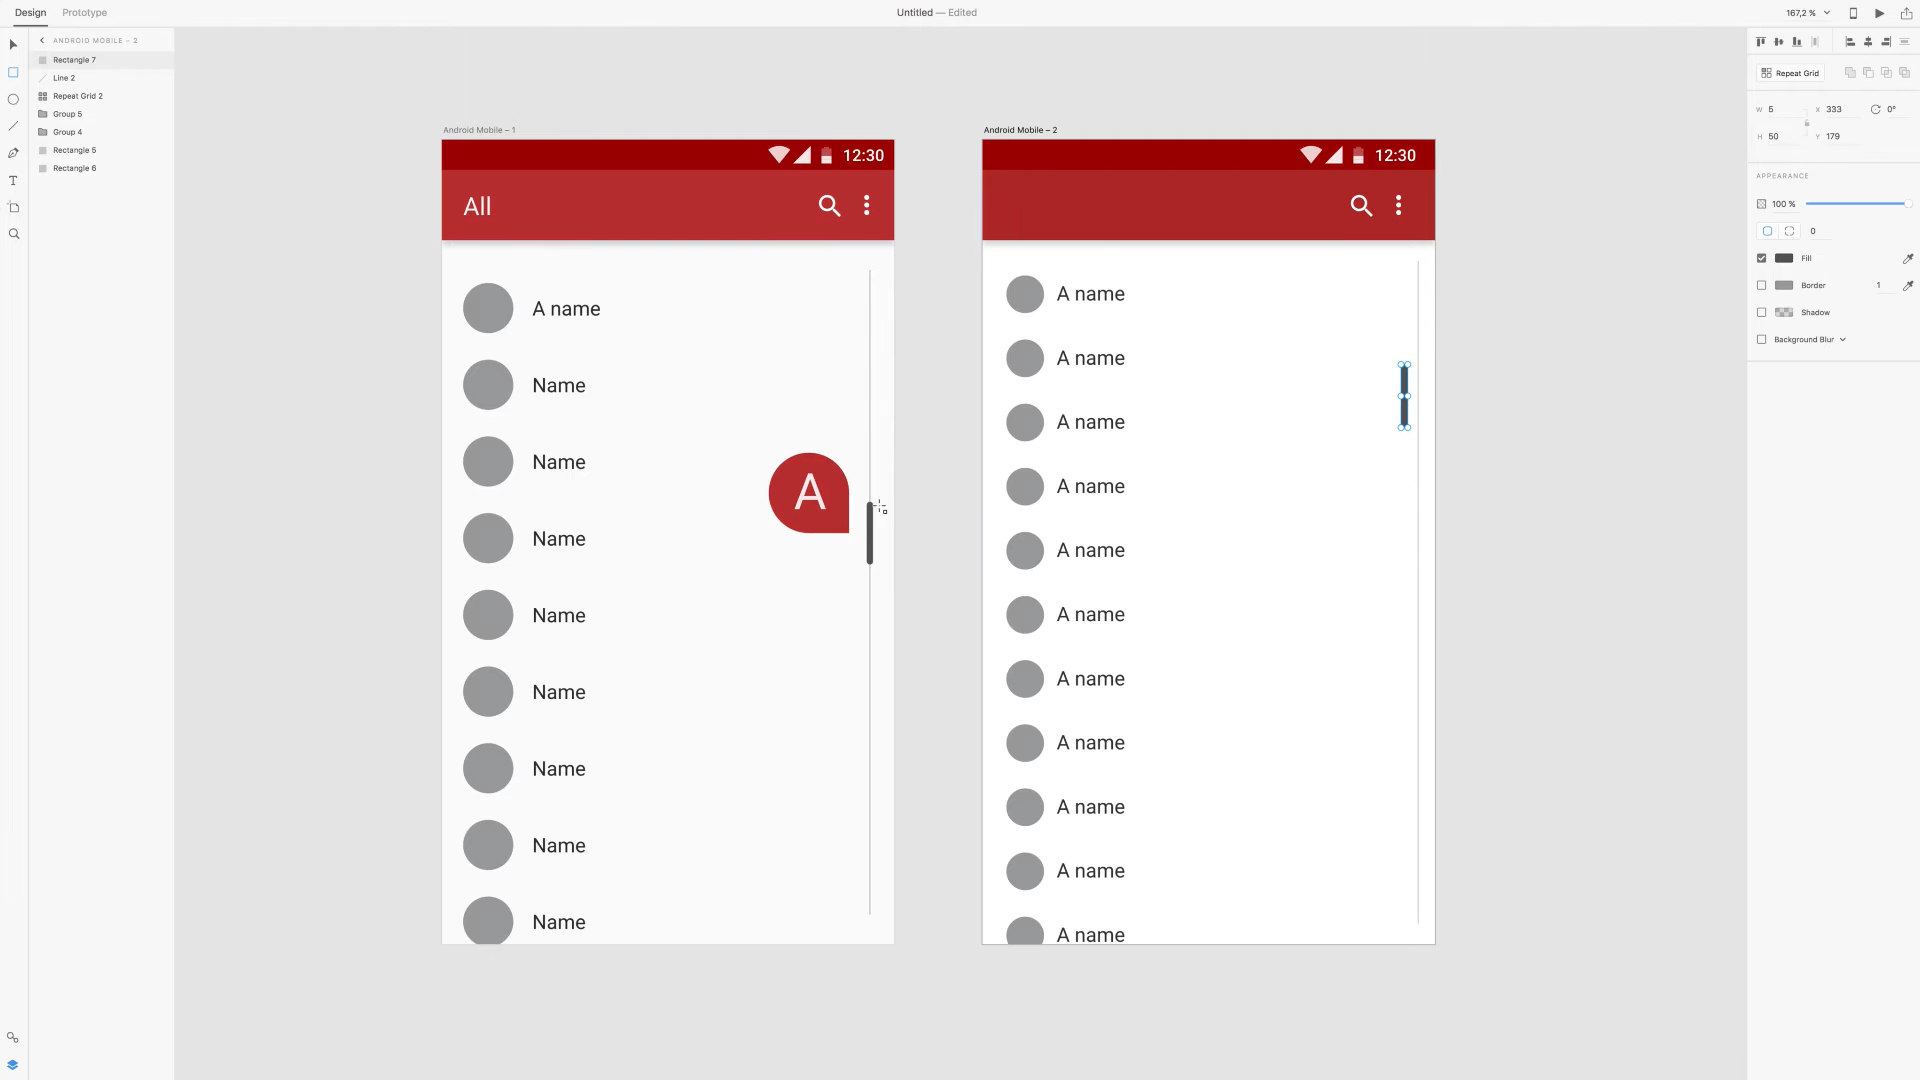 Design Prototype
Untitled — Edited
167,2 %
ANDROID MOBILE – 2
Rectangle 7
Line 2
Repeat Grid 2
Group 5
Group 4
Rectangle 5
Rectangle 6
T
Android Mobile – 1
12:30
All
A name
Name
Name
Name
Name
Name
Name
Name
Name
A
Android Mobile – 2
12:30
A name
A name
A name
A name
A name
A name
A name
A name
A name
A name
A name
Repeat Grid
W 5 X 333 0°
H 50 Y 179
APPEARANCE
100 %
0
Fill
Border 1
Shadow
Background Blur